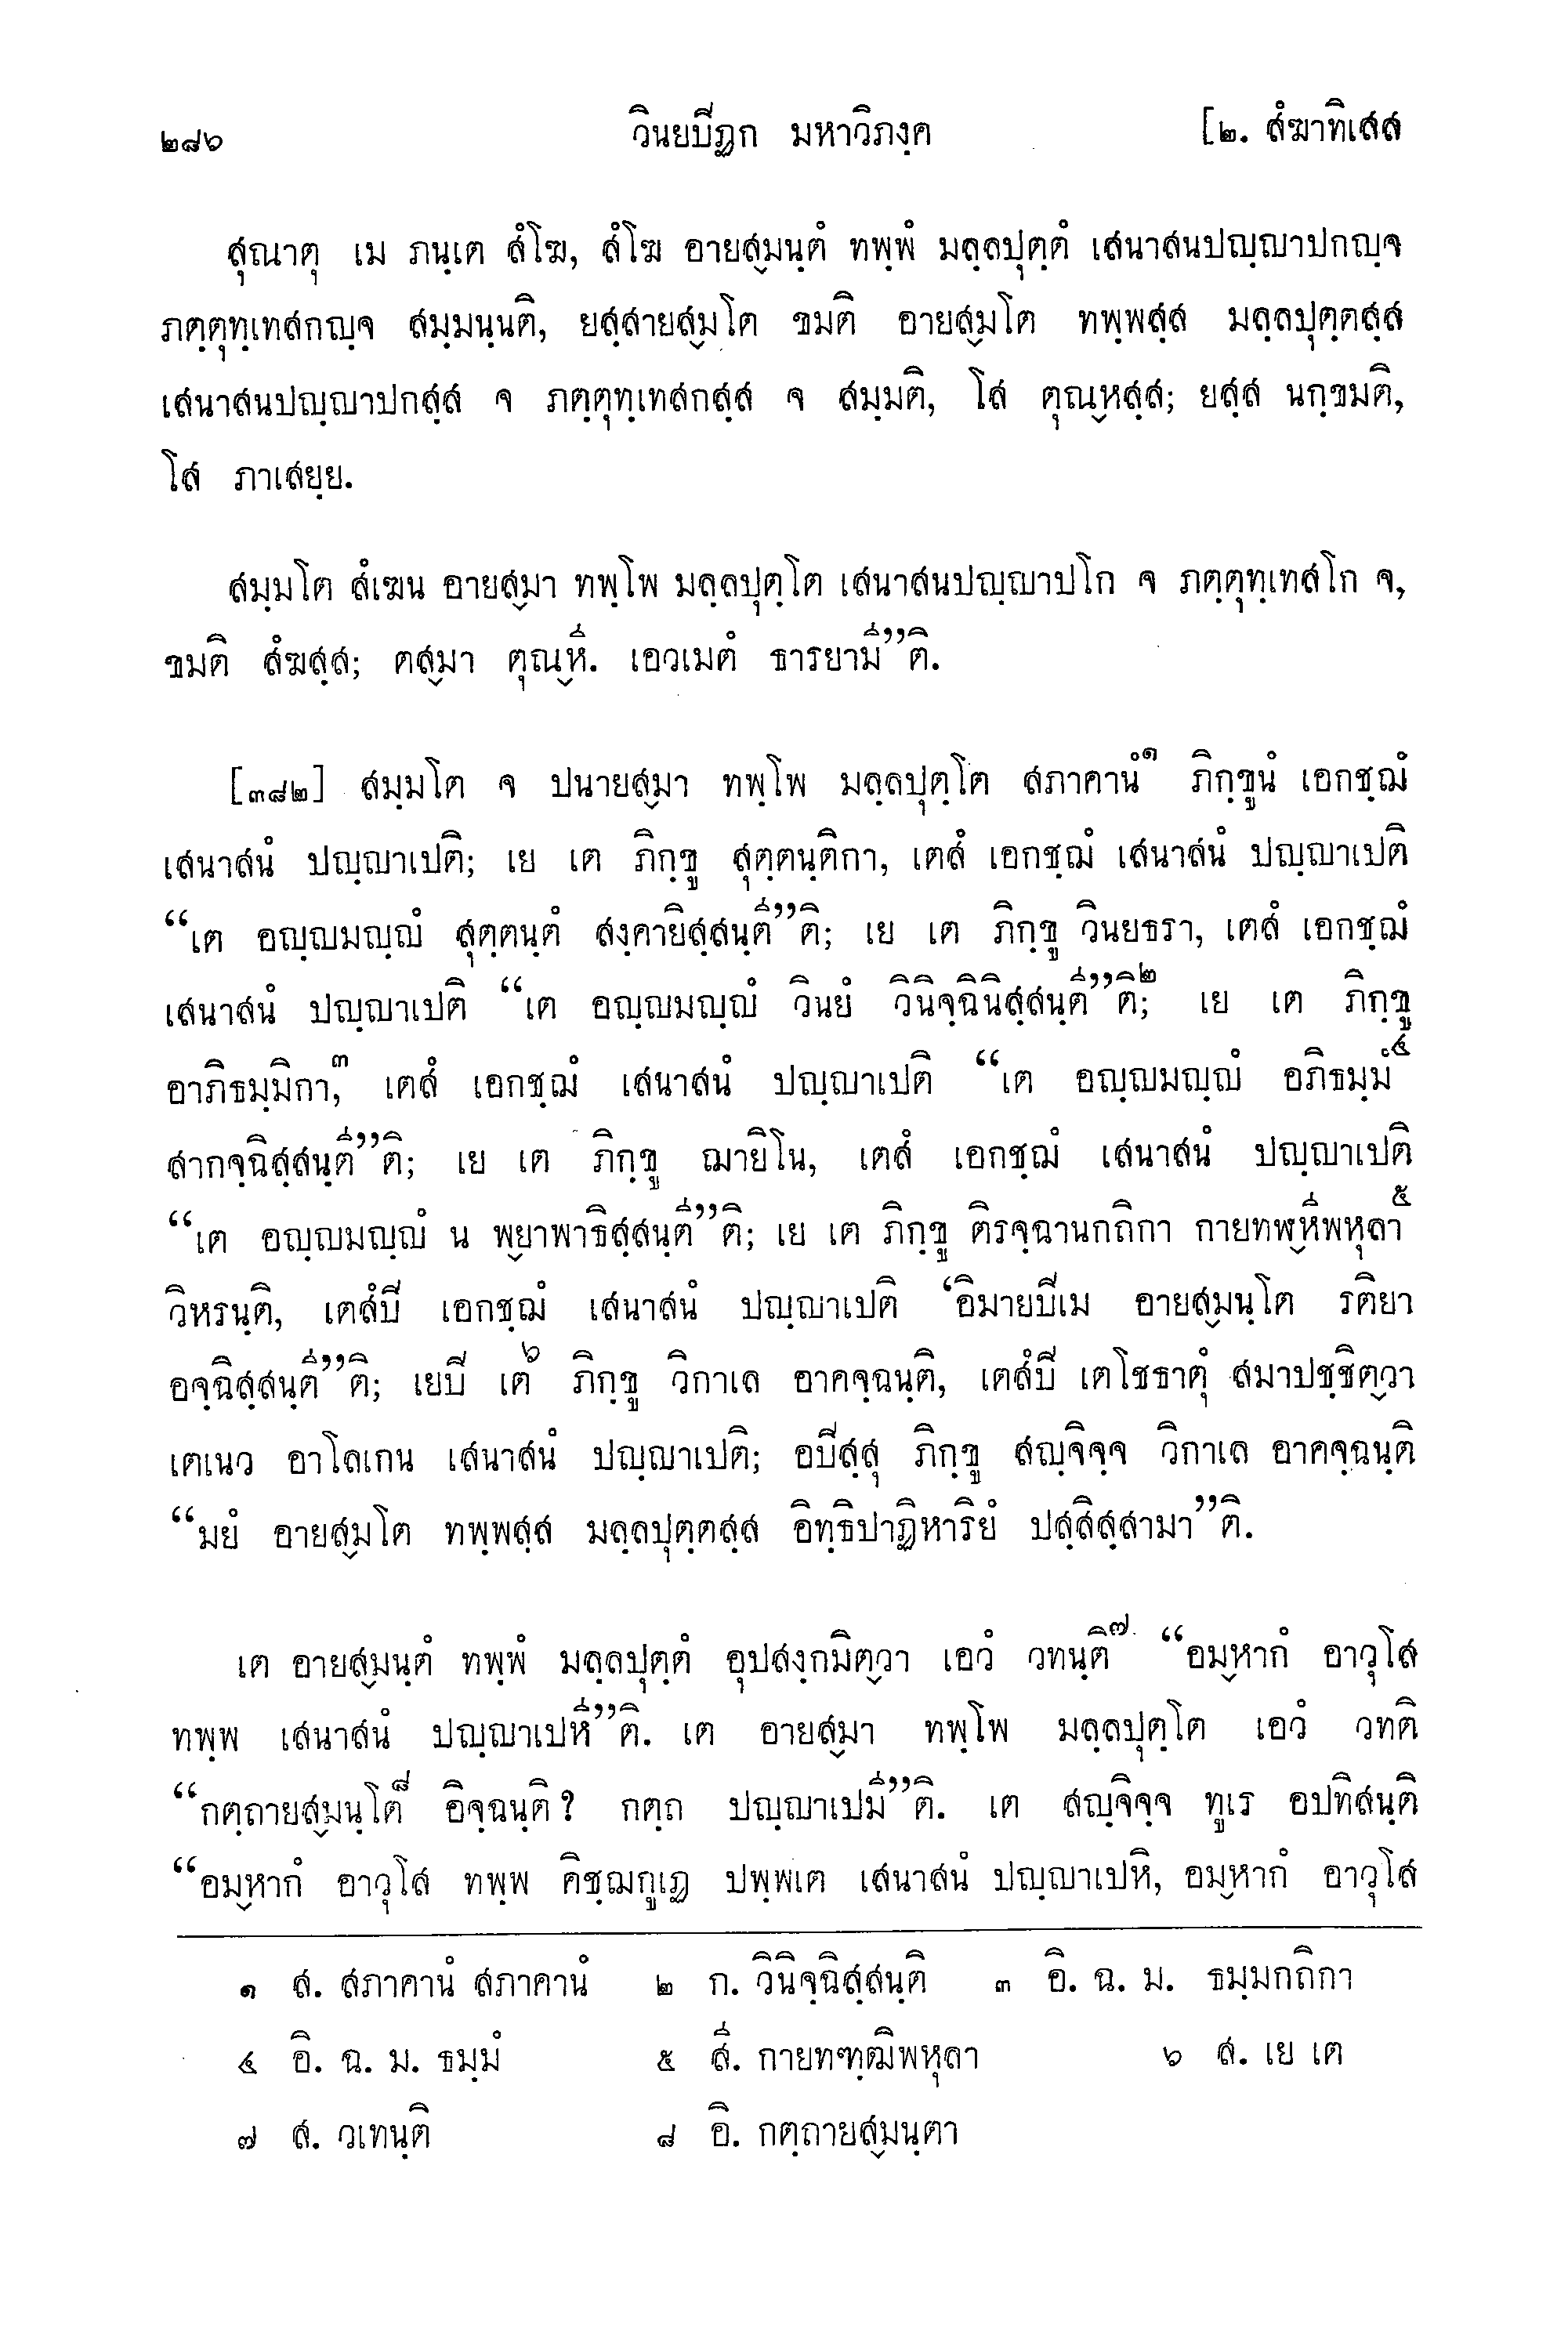 ๒๘๖ วินยปิฏก มหาวิภงฺค [๒. สํฆาทิเสส
สุณาตุ เม ภนฺเต สํโฆ, สํโฆ อายสฺมนฺตํ ทพฺพํ มลฺลปุตฺตํ เสนาสนปญฺญาปกญฺจ
ภตฺตุทฺเทสกญฺจ สมฺมนฺนติ, ยสฺสายสฺมโต ขมติ อายสฺมโต ทพฺพสฺส มลฺลปุตฺตสฺส
เสนาสนปญฺญาปกสฺส จ ภตฺตุทฺเทสกสฺส จ สมฺมติ, โส ตุณฺหสฺส; ยสฺส นกฺขมติ,
โส ภาเสยฺย.
สมฺมโต สํเฆน อายสฺมา ทพฺโพ มลฺลปุตฺโต เสนาสนปญฺญาปโก จ ภตฺตุทฺเทสโก จ,
ขมติ สํฆสฺส; ตสฺมา ตุณฺหี. เอวเมตํ ธารยามี”ติ.
[๓๘๒] สมฺมโต จ ปนายสฺมา ทพฺโพ มลฺลปุตฺโต สภาคานํ๑ ภิกฺขูนํ เอกชฺฌํ
เสนาสนํ ปญฺญาเปติ; เย เต ภิกฺขู สุตฺตนฺติกา, เตสํ เอกชฺฌํ เสนาสนํ ปญฺญาเปติ
“เต อญฺญมญฺญํ สุตฺตนฺตํ สงฺคายิสฺสนฺตี”ติ; เย เต ภิกฺขู วินยธรา, เตสํ เอกชฺฌํ
เสนาสนํ ปญฺญาเปติ “เต อญฺญมญฺญํ วินยํ วินิจฺฉินิสฺสนฺตี”ติ;๒ เย เต ภิกฺขู
อาภิธมฺมิกา,๓ เตสํ เอกชฺฌํ เสนาสนํ ปญฺญาเปติ “เต อญฺญมญฺญํ อภิธมฺมํ๔
สากจฺฉิสฺสนฺตี”ติ; เย เต ภิกฺขู ฌายิโน, เตสํ เอกชฺฌํ เสนาสนํ ปญฺญาเปติ
“เต อญฺญมญฺญํ น พฺยาพาธิสฺสนฺตี”ติ; เย เต ภิกฺขู ติรจฺฉานกถิกา กายทฬฺหีพหุลา๕
วิหรนฺติ, เตสํปิ เอกชฺฌํ เสนาสนํ ปญฺญาเปติ ‘อิมายปิเม อายสฺมนฺโต รติยา
อจฺฉิสฺสนฺตี”ติ; เยปิ เต๖ ภิกฺขู วิกาเล อาคจฺฉนฺติ, เตสํปิ เตโชธาตุํ สมาปชฺชิตฺวา
เตเนว อาโลเกน เสนาสนํ ปญฺญาเปติ; อปิสฺสุ ภิกฺขู สญฺจิจฺจ วิกาเล อาคจฺฉนฺติ
“มยํ อายสฺมโต ทพฺพสฺส มลฺลปุตฺตสฺส อิทฺธิปาฏิหาริยํ ปสฺสิสฺสามา”ติ.
เต อายสฺมนฺตํ ทพฺพํ มลฺลปุตฺตํ อุปสงฺกมิตฺวา เอวํ วทนฺติ๗ “อมฺหากํ อาวุโส
ทพฺพ เสนาสนํ ปญฺญาเปหี”ติ. เต อายสฺมา ทพฺโพ มลฺลปุตฺโต เอวํ วทติ
“กตฺถายสฺมนฺโต๘ อิจฺฉนฺติ? กตฺถ ปญฺญาเปมี”ติ. เต สญฺจิจฺจ ทูเร อปทิสนฺติ
“อมฺหากํ อาวุโส ทพฺพ คิชฺฌกูเฏ ปพฺพเต เสนาสนํ ปญฺญาเปหิ, อมฺหากํ อาวุโส
๑ ส. สภาคานํ สภาคานํ ๒ ก. วินิจฺฉิสฺสนฺติ ๓ อิ. ฉ. ม. ธมฺมกถิกา
๔ อิ. ฉ. ม. ธมฺมํ ๕ สี. กายทฑฺฒิพหุลา ๖ ส. เย เต
๗ ส. วเทนฺติ ๘ อิ. กตฺถายสฺมนฺตา